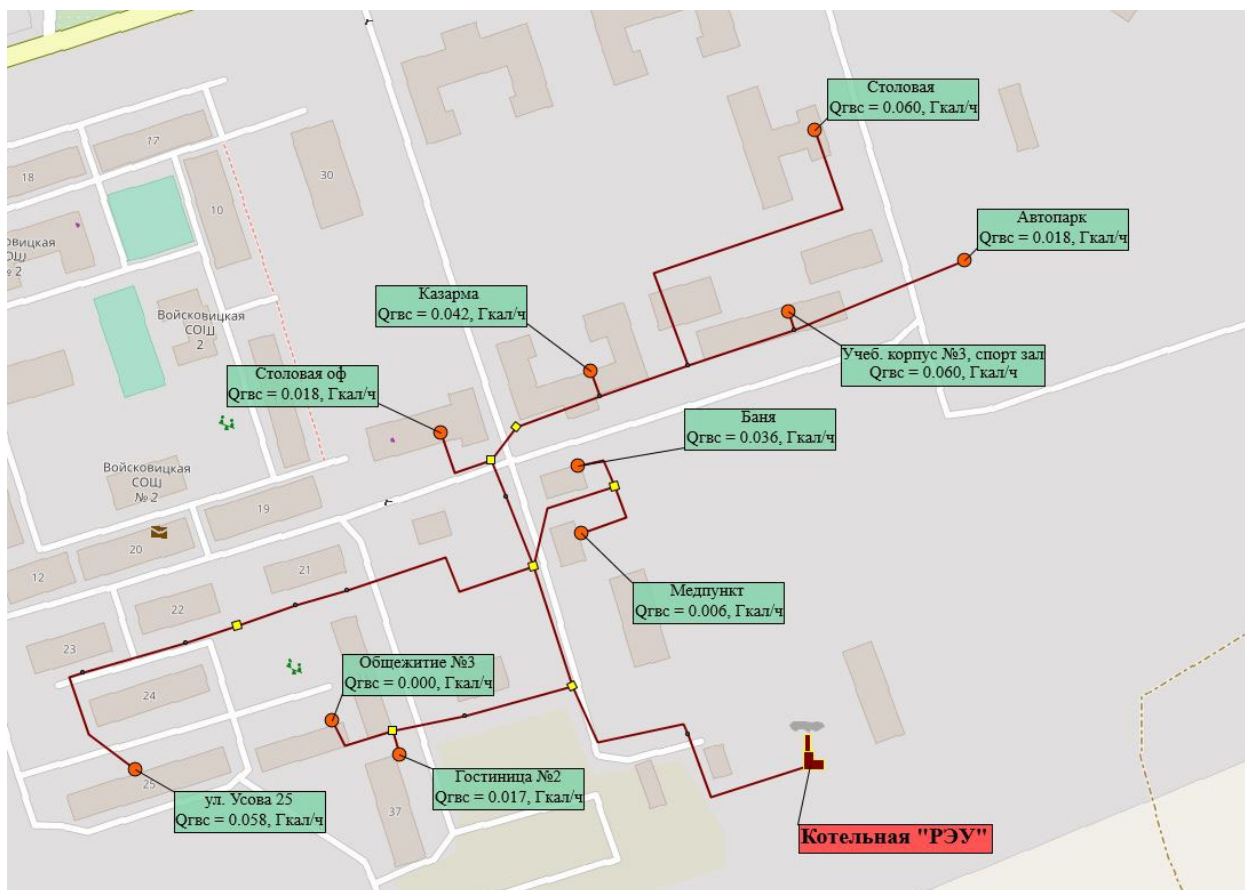 Столовая
Qгвс = 0.060, Гкал/ч
17
18
30
10
Автопарк
Qгвс = 0.018, Гкал/ч
СОШ
№ 2
Казарма
Qгвс = 0.042, Гкал/ч
Войсковицкая
СОШ
2
Учеб. корпус №3, спорт зал
Qгвс = 0.060, Гкал/ч
Столовая оф
Qгвс = 0.018, Гкал/ч
Баня
Qгвс = 0.036, Гкал/ч
Войсковицкая
СОШ
№ 2
19
20
12
21
22
23
24
Медпункт
Qгвс = 0.006, Гкал/ч
Общежитие №3
Qгвс = 0.000, Гкал/ч
Гостиница №2
Qгвс = 0.017, Гкал/ч
25
37
ул. Усова 25
Qгвс = 0.058, Гкал/ч
Котельная "РЭУ"